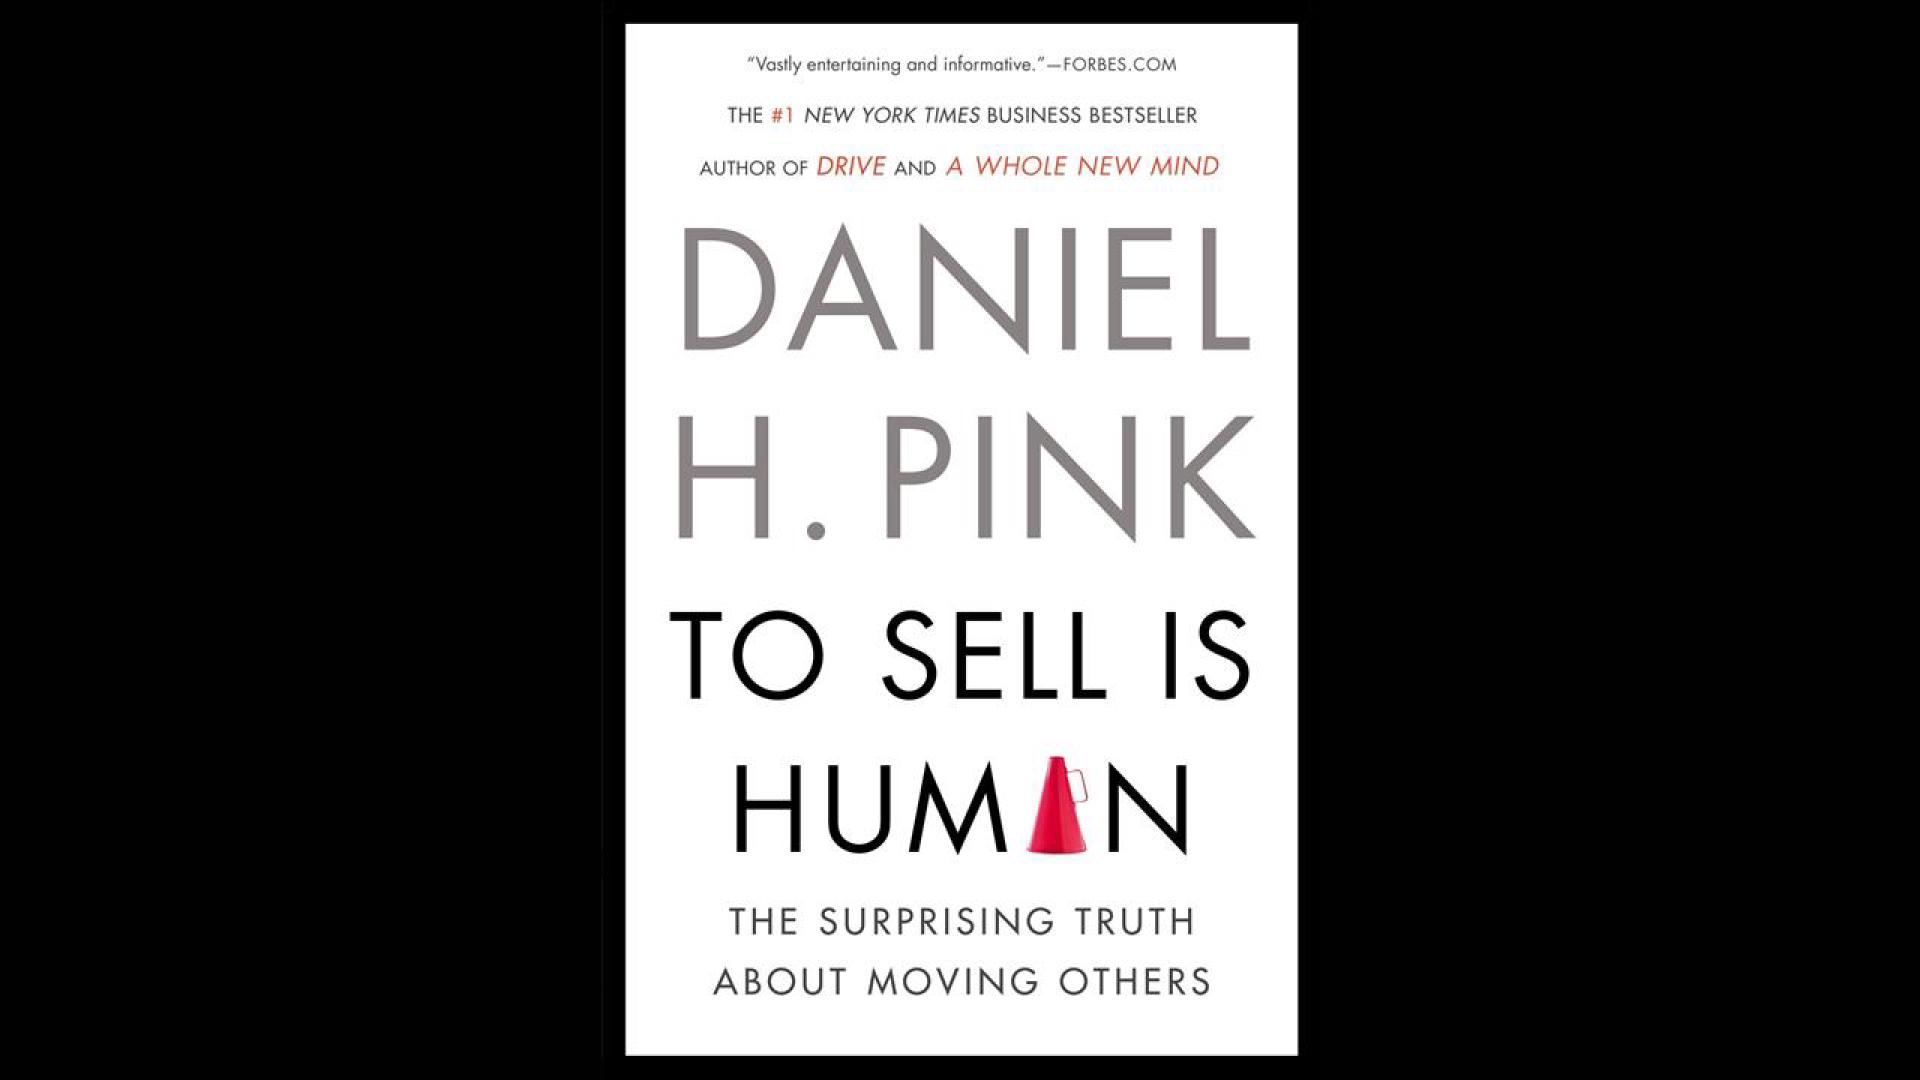 “Vastly entertaining and informative.”—FORBES.COM
THE #1 NEW YORK TIMES BUSINESS BESTSELLER
AUTHOR OF DRIVE AND A WHOLE NEW MIND
DANIEL
H. PINK
TO SELL IS
HUMAN
THE SURPRISING TRUTH
ABOUT MOVING OTHERS